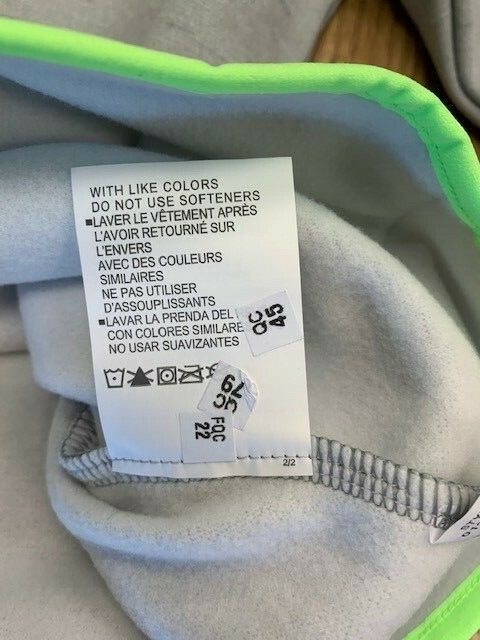 WITH LIKE COLORS
DO NOT USE SOFTENERS
▪LAVER LE VÊTEMENT APRÈS
L'AVOIR RETOURNÉ SUR
L'ENVERS
AVEC DES COULEURS
SIMILAIRES
NE PAS UTILISER
D'ASSOUPLISSANTS
▪LAVAR LA PRENDA DEL
CON COLORES SIMILARE
NO USAR SUAVIZANTES
QC
45
QC
FQC
22
2/2